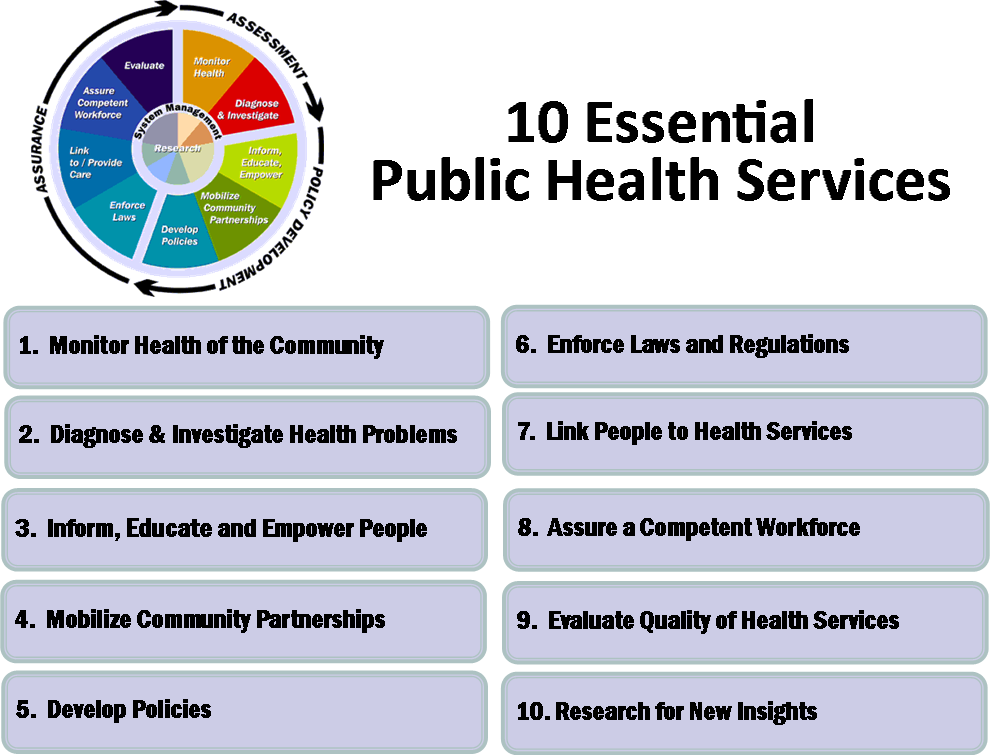 ASSESSMENT
POLICY DEVELOPMENT
ASSURANCE
Evaluate
Monitor
Health
Assure
Competent
Workforce
Diagnose
& Investigate
System Management
Research
Link
to / Provide
Care
Inform,
Educate,
Empower
Enforce
Laws
Mobilize
Community
Partnerships
Develop
Policies
10 Essential
Public Health Services
1. Monitor Health of the Community
2. Diagnose & Investigate Health Problems
3. Inform, Educate and Empower People
4. Mobilize Community Partnerships
5. Develop Policies
6. Enforce Laws and Regulations
7. Link People to Health Services
8. Assure a Competent Workforce
9. Evaluate Quality of Health Services
10. Research for New Insights